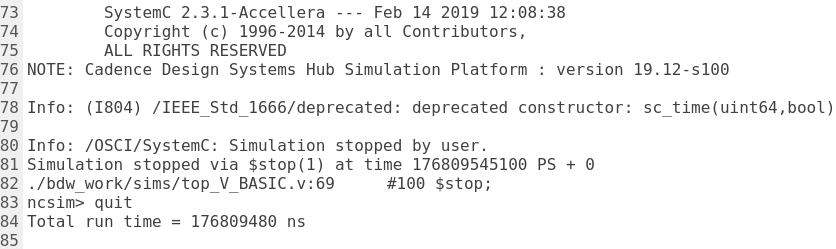 73 SystemC 2.3.1-Accellera --- Feb 14 2019 12:08:38
74 Copyright (c) 1996-2014 by all Contributors,
75 ALL RIGHTS RESERVED
76 NOTE: Cadence Design Systems Hub Simulation Platform : version 19.12-s100
77
78 Info: (I804) /IEEE_Std_1666/deprecated: deprecated constructor: sc_time(uint64,bool)
79
80 Info: /OSCI/SystemC: Simulation stopped by user.
81 Simulation stopped via $stop(1) at time 176809545100 PS + 0
82 ./bdw_work/sims/top_V_BASIC.v:69 #100 $stop;
83 ncsim> quit
84 Total run time = 176809480 ns
85